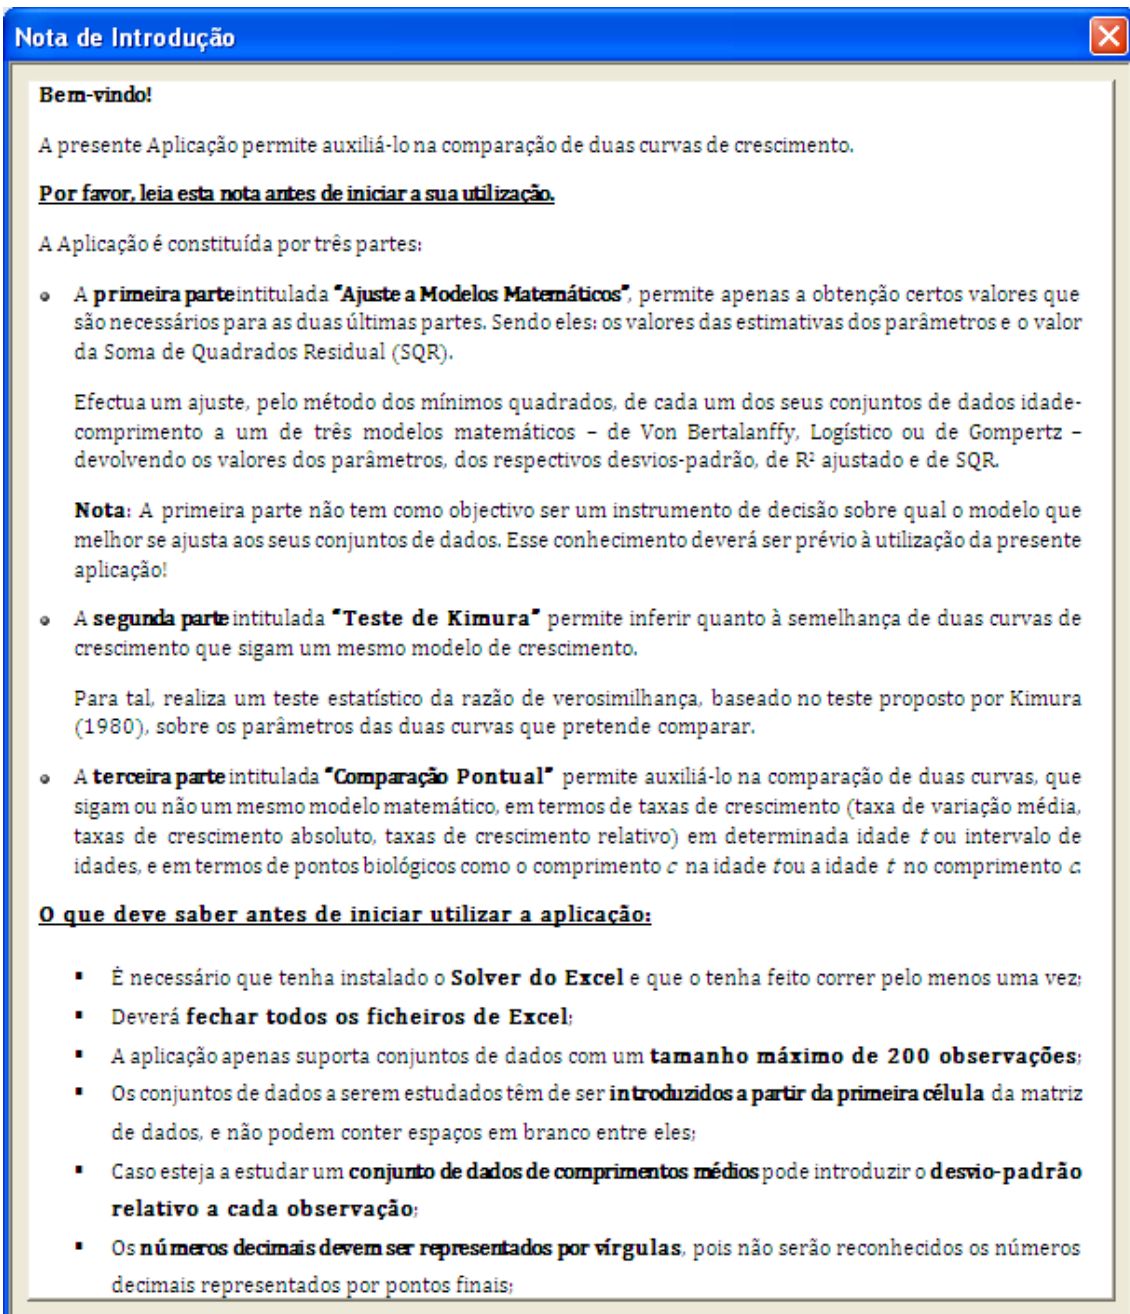 Nota de Introdução
Bem-vindo!
A presente Aplicação permite auxiliá-lo na comparação de duas curvas de crescimento.
Por favor, leia esta nota antes de iniciar a sua utilização.
A Aplicação é constituída por três partes:
A primeira parte intitulada "Ajuste a Modelos Matemáticos", permite apenas a obtenção certos valores que
são necessários para as duas últimas partes. Sendo eles: os valores das estimativas dos parâmetros e o valor
da Soma de Quadrados Residual (SQR).
Efectua um ajuste, pelo método dos mínimos quadrados, de cada um dos seus conjuntos de dados idade-
comprimento a um de três modelos matemáticos – de Von Bertalanffy, Logístico ou de Gompertz –
devolvendo os valores dos parâmetros, dos respectivos desvios-padrão, de R² ajustado e de SQR.
Nota: A primeira parte não tem como objectivo ser um instrumento de decisão sobre qual o modelo que
melhor se ajusta aos seus conjuntos de dados. Esse conhecimento deverá ser prévio à utilização da presente
aplicação!
A segunda parte intitulada "Teste de Kimura" permite inferir quanto à semelhança de duas curvas de
crescimento que sigam um mesmo modelo de crescimento.
Para tal, realiza um teste estatístico da razão de verosimilhança, baseado no teste proposto por Kimura
(1980), sobre os parâmetros das duas curvas que pretende comparar.
A terceira parte intitulada "Comparação Pontual" permite auxiliá-lo na comparação de duas curvas, que
sigam ou não um mesmo modelo matemático, em termos de taxas de crescimento (taxa de variação média,
taxas de crescimento absoluto, taxas de crescimento relativo) em determinada idade t ou intervalo de
idades, e em termos de pontos biológicos como o comprimento c na idade t ou a idade t no comprimento c.
O que deve saber antes de iniciar utilizar a aplicação:
É necessário que tenha instalado o Solver do Excel e que o tenha feito correr pelo menos uma vez;
Deverá fechar todos os ficheiros de Excel;
A aplicação apenas suporta conjuntos de dados com um tamanho máximo de 200 observações;
Os conjuntos de dados a serem estudados têm de ser introduzidos a partir da primeira célula da matriz
de dados, e não podem conter espaços em branco entre eles;
Caso esteja a estudar um conjunto de dados de comprimentos médios pode introduzir o desvio-padrão
relativo a cada observação;
Os números decimais devem ser representados por vírgulas, pois não serão reconhecidos os números
decimais representados por pontos finais;